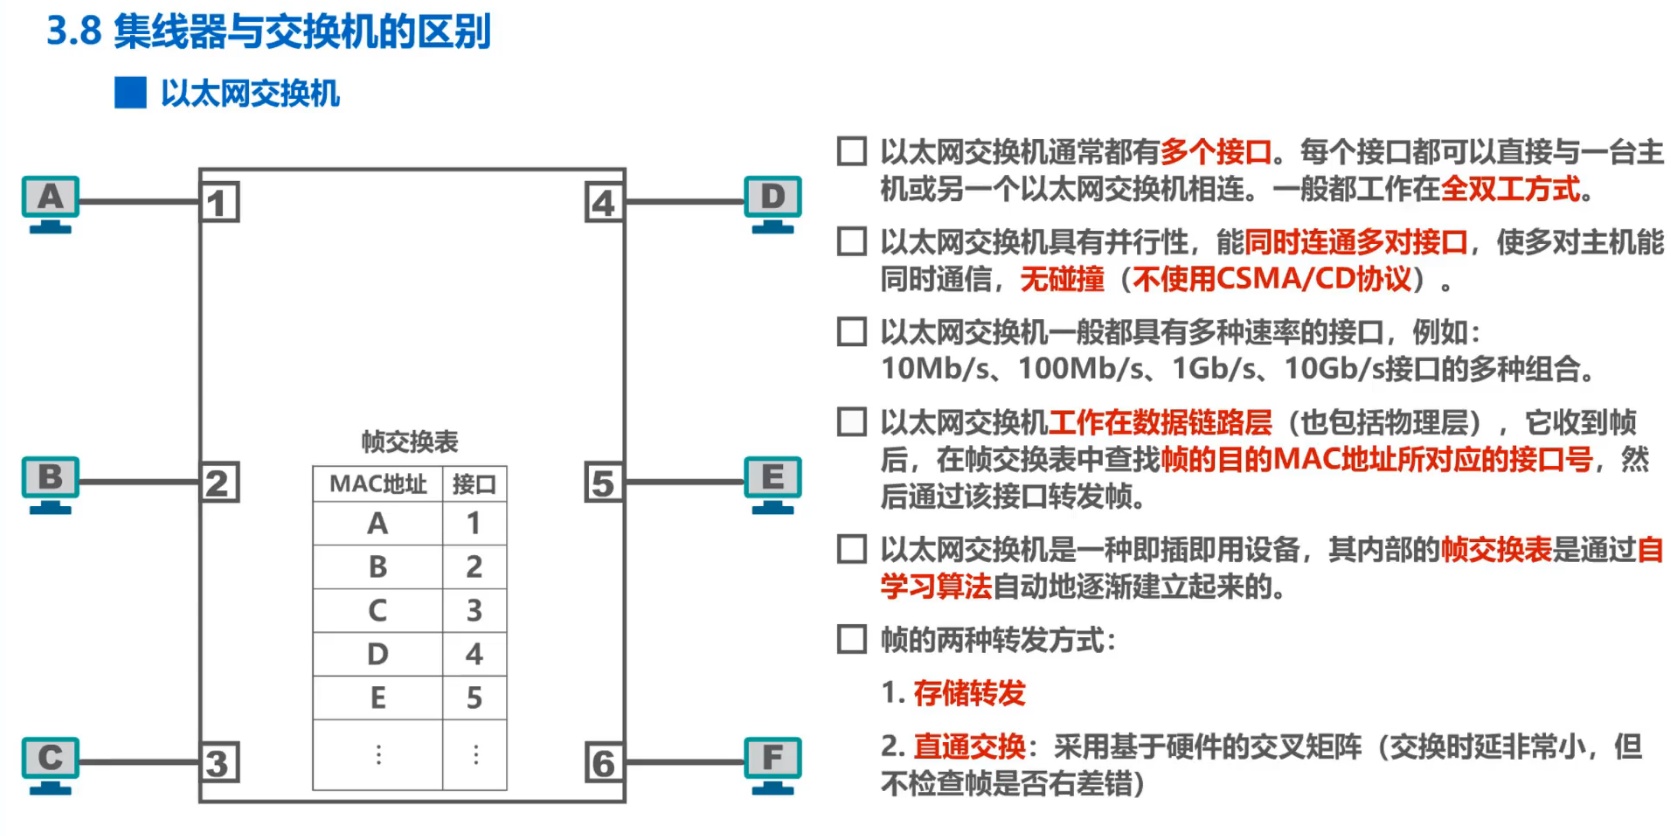 3.8 集线器与交换机的区别
以太网交换机
A
1
4
D
B
2
5
E
C
3
6
F
帧交换表
MAC地址 接口
A 1
B 2
C 3
D 4
E 5
⋮ ⋮
以太网交换机通常都有多个接口。每个接口都可以直接与一台主
机或另一个以太网交换机相连。一般都工作在全双工方式。
以太网交换机具有并行性，能同时连通多对接口，使多对主机能
同时通信，无碰撞（不使用CSMA/CD协议）。
以太网交换机一般都具有多种速率的接口，例如：
10Mb/s、100Mb/s、1Gb/s、10Gb/s接口的多种组合。
以太网交换机工作在数据链路层（也包括物理层），它收到帧
后，在帧交换表中查找帧的目的MAC地址所对应的接口号，然
后通过该接口转发帧。
以太网交换机是一种即插即用设备，其内部的帧交换表是通过自
学习算法自动地逐渐建立起来的。
帧的两种转发方式：
1. 存储转发
2. 直通交换：采用基于硬件的交叉矩阵（交换时延非常小，但
不检查帧是否右差错）